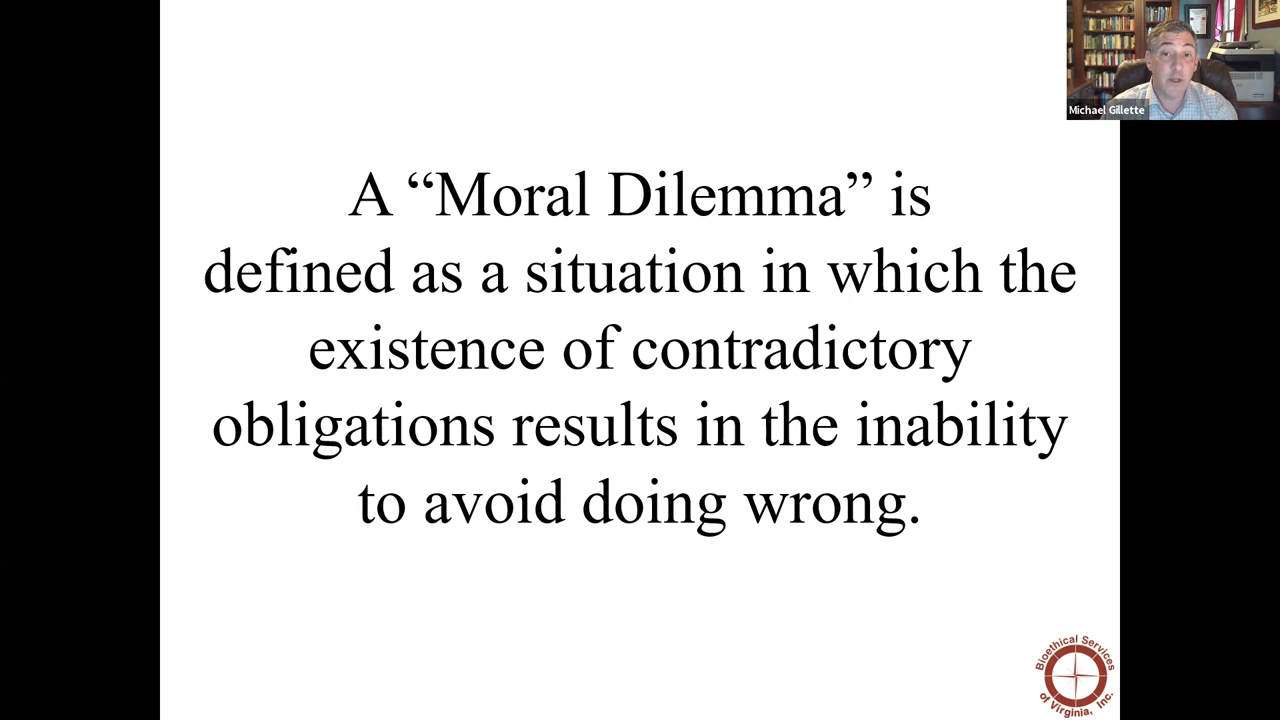 Michael Gillette
A “Moral Dilemma” is
defined as a situation in which the
existence of contradictory
obligations results in the inability
to avoid doing wrong.
Bioethical Services
of Virginia, Inc.